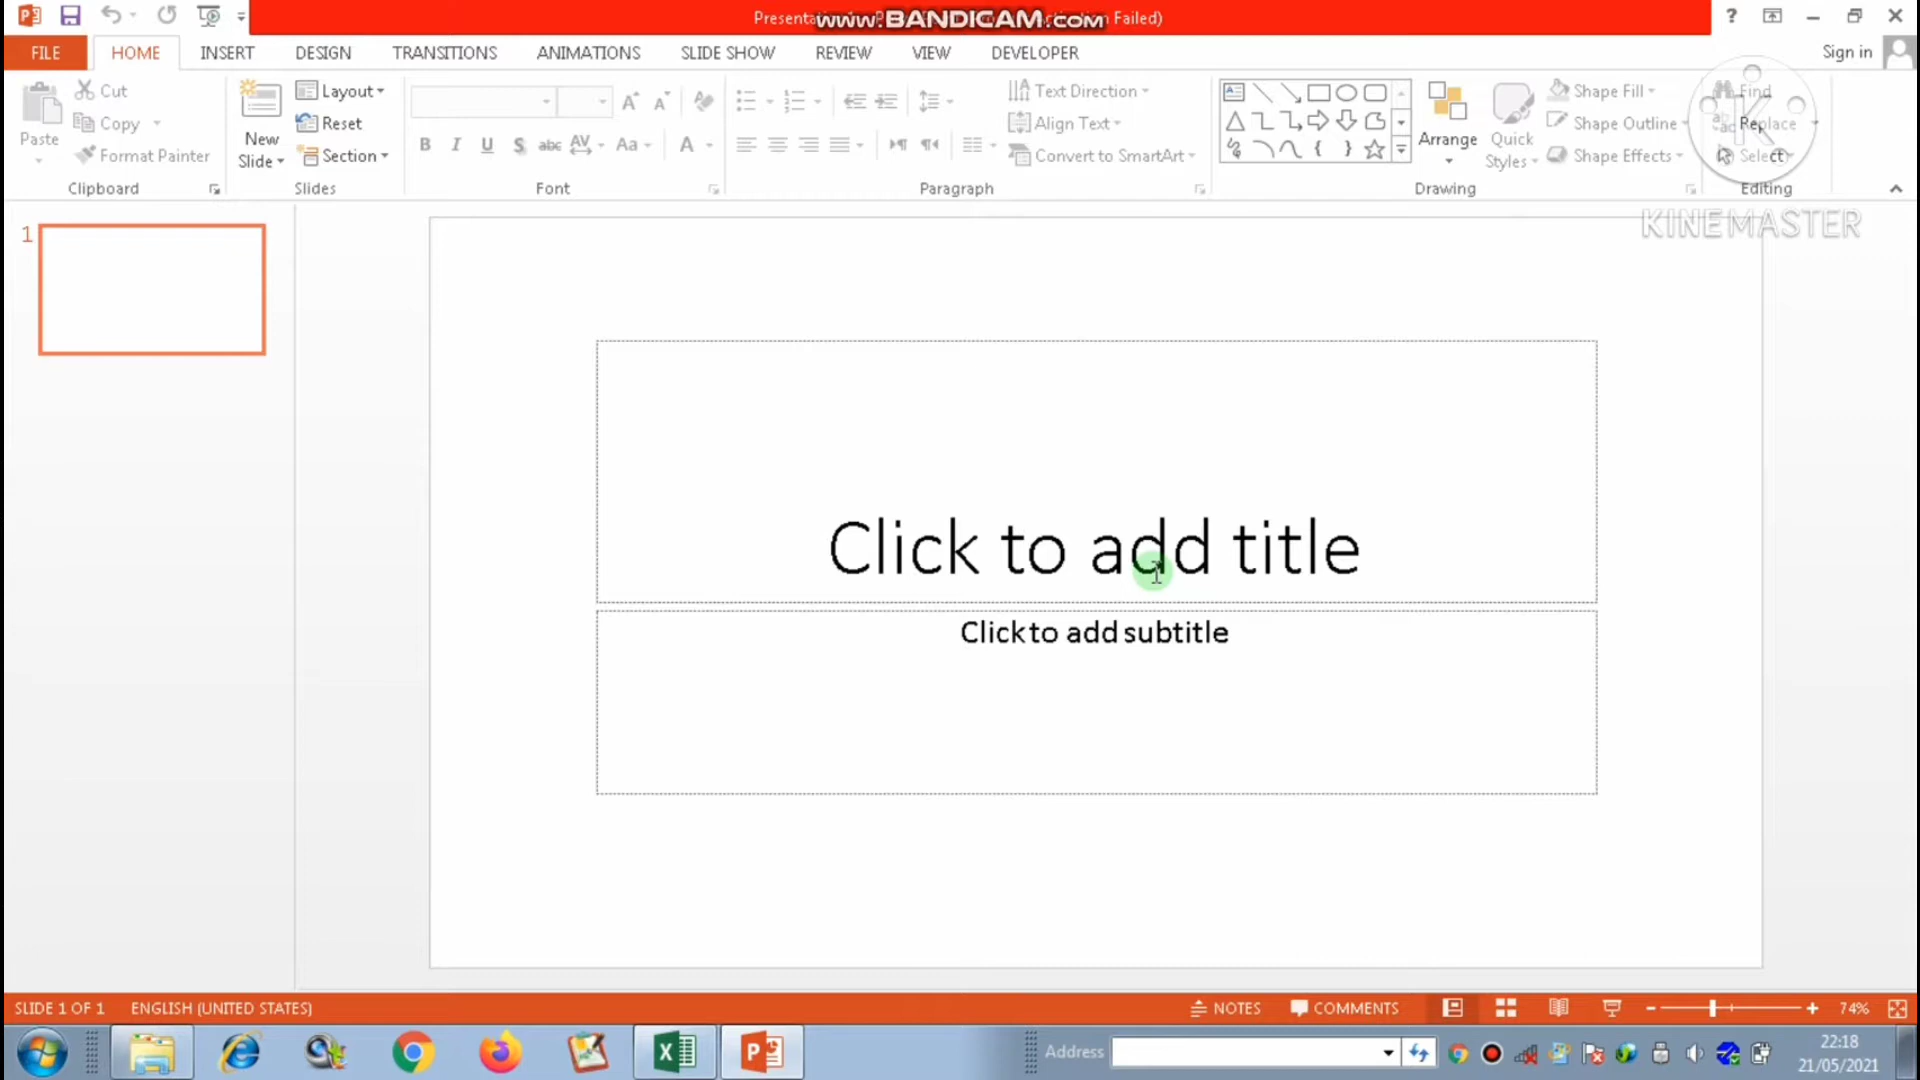 Presentat
www.BANDICAM.com
Failed)
FILE
HOME
INSERT
DESIGN
TRANSITIONS
ANIMATIONS
SLIDE SHOW
REVIEW
VIEW
DEVELOPER
Sign in
Paste
Cut
Copy
Format Painter
Clipboard
New
Slide
Layout
Reset
Section
Slides
B I U S abc AV Aa A
Font
Text Direction
Align Text
Convert to SmartArt
Paragraph
Arrange
Quick
Styles
Shape Fill
Shape Outline
Shape Effects
Drawing
Find
Replace
Select
Editing
K
KINEMASTER
1
Click to add title
Click to add subtitle
SLIDE 1 OF 1
ENGLISH (UNITED STATES)
NOTES
COMMENTS
74%
Address
22:18
21/05/2021